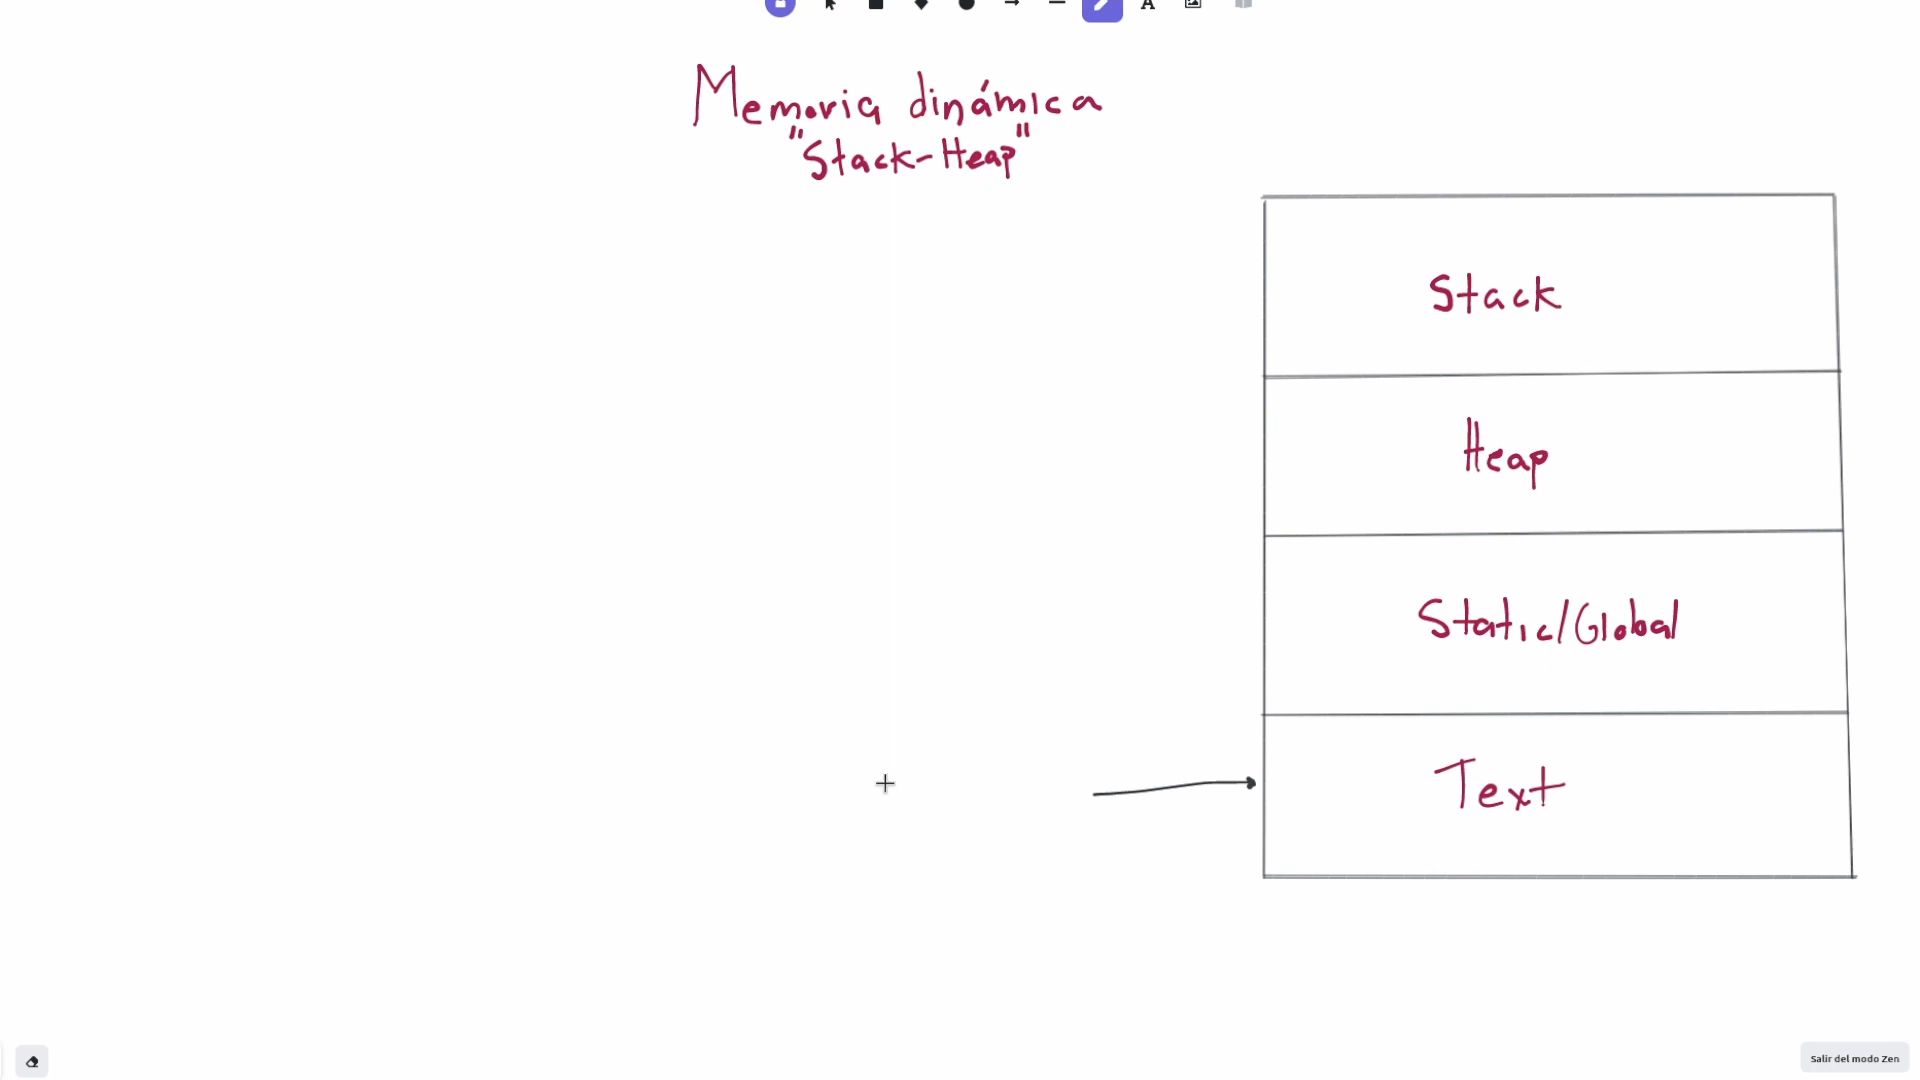 Memoria dinámica
"Stack-Heap"
Stack
Heap
Static/Global
Text
Salir del modo Zen